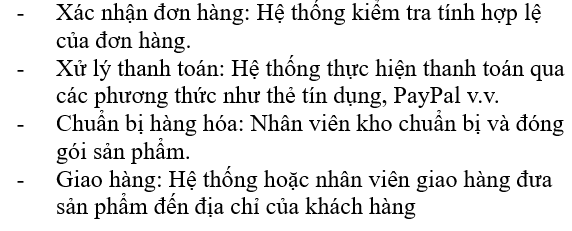 - Xác nhận đơn hàng: Hệ thống kiểm tra tính hợp lệ
của đơn hàng.
- Xử lý thanh toán: Hệ thống thực hiện thanh toán qua
các phương thức như thẻ tín dụng, PayPal v.v.
- Chuẩn bị hàng hóa: Nhân viên kho chuẩn bị và đóng
gói sản phẩm.
- Giao hàng: Hệ thống hoặc nhân viên giao hàng đưa
sản phẩm đến địa chỉ của khách hàng